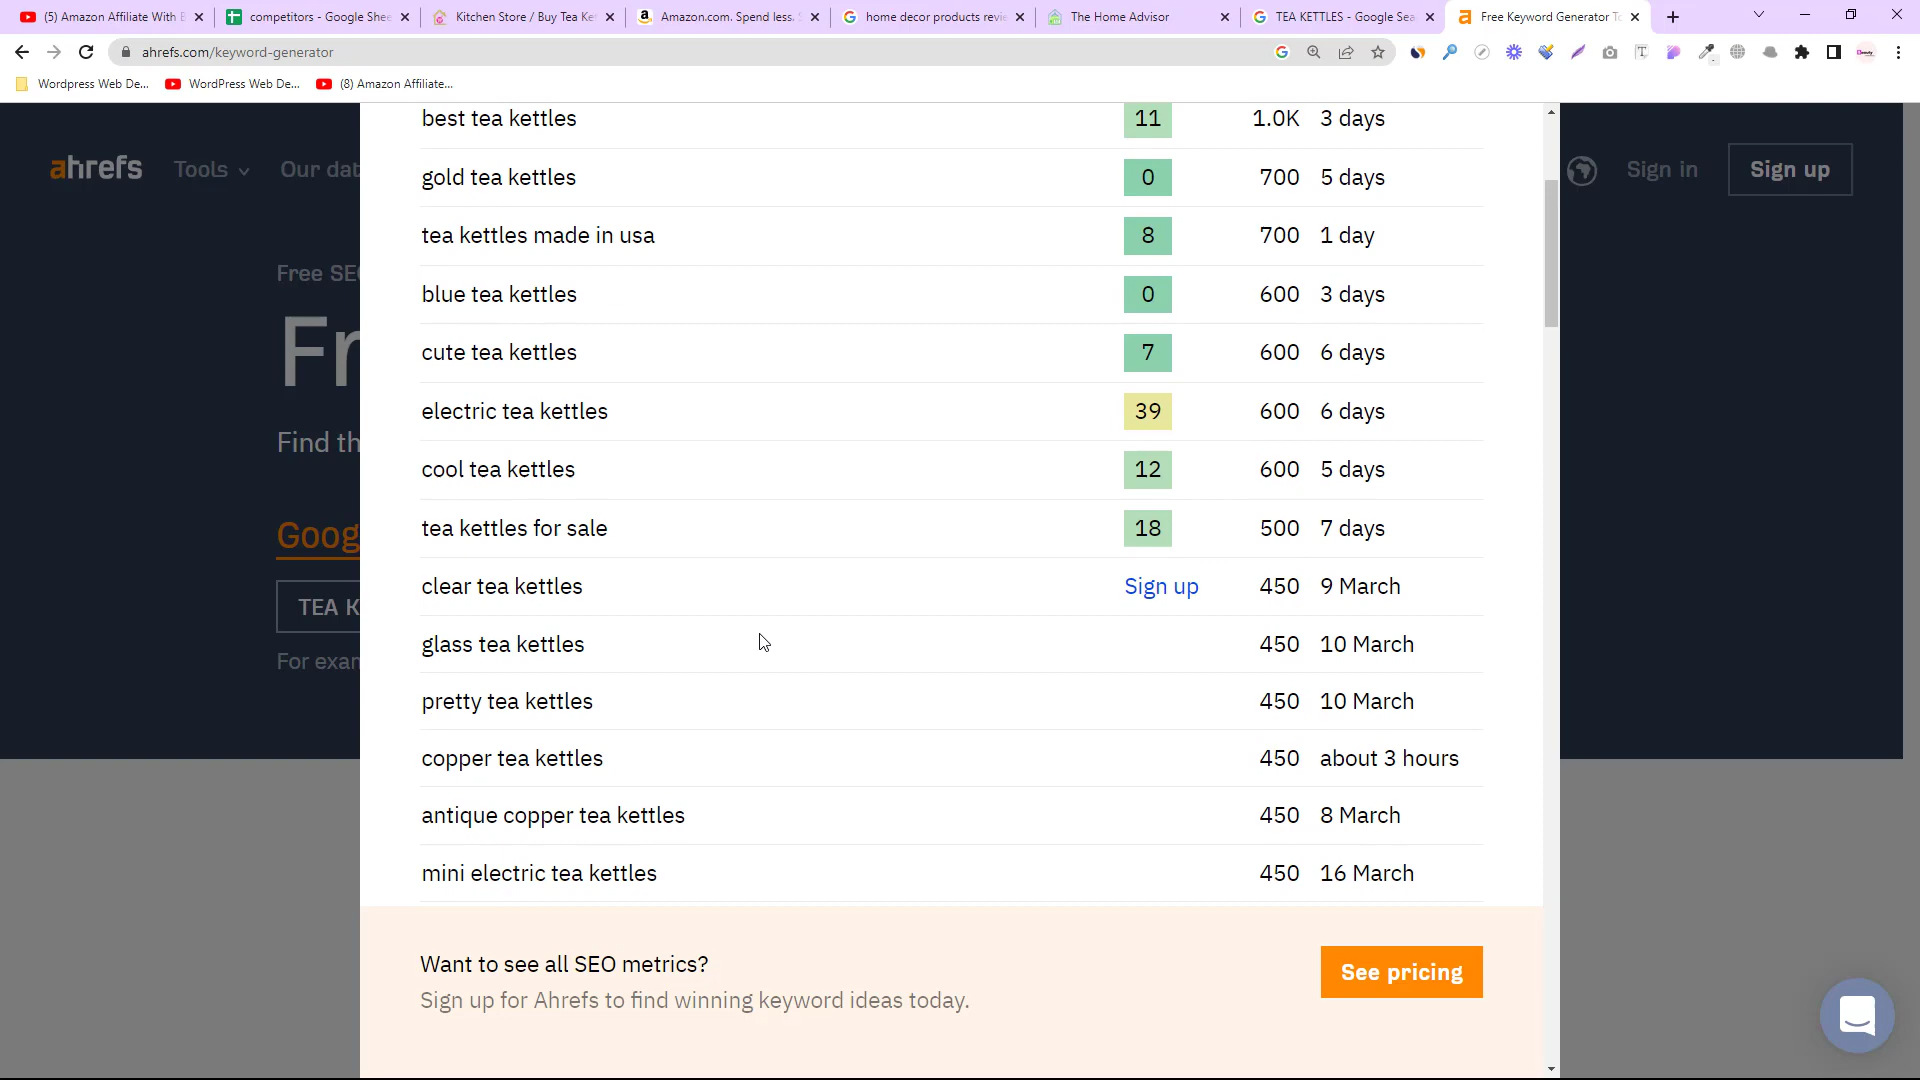 (5) Amazon Affiliate With B
competitors - Google Shee
Kitchen Store / Buy Tea Ke
Amazon.com. Spend less. S
home decor products revie
The Home Advisor
TEA KETTLES - Google Sea
Free Keyword Generator To
ahrefs.com/keyword-generator
Wordpress Web De...
WordPress Web De...
(8) Amazon Affiliate...
ahrefs
Tools
Our dat
Sign in
Sign up
Free SE
Fr
Find th
Goog
TEA K
For exam
best tea kettles 11 1.0K 3 days
gold tea kettles 0 700 5 days
tea kettles made in usa 8 700 1 day
blue tea kettles 0 600 3 days
cute tea kettles 7 600 6 days
electric tea kettles 39 600 6 days
cool tea kettles 12 600 5 days
tea kettles for sale 18 500 7 days
clear tea kettles Sign up 450 9 March
glass tea kettles 450 10 March
pretty tea kettles 450 10 March
copper tea kettles 450 about 3 hours
antique copper tea kettles 450 8 March
mini electric tea kettles 450 16 March
Want to see all SEO metrics?
Sign up for Ahrefs to find winning keyword ideas today.
See pricing